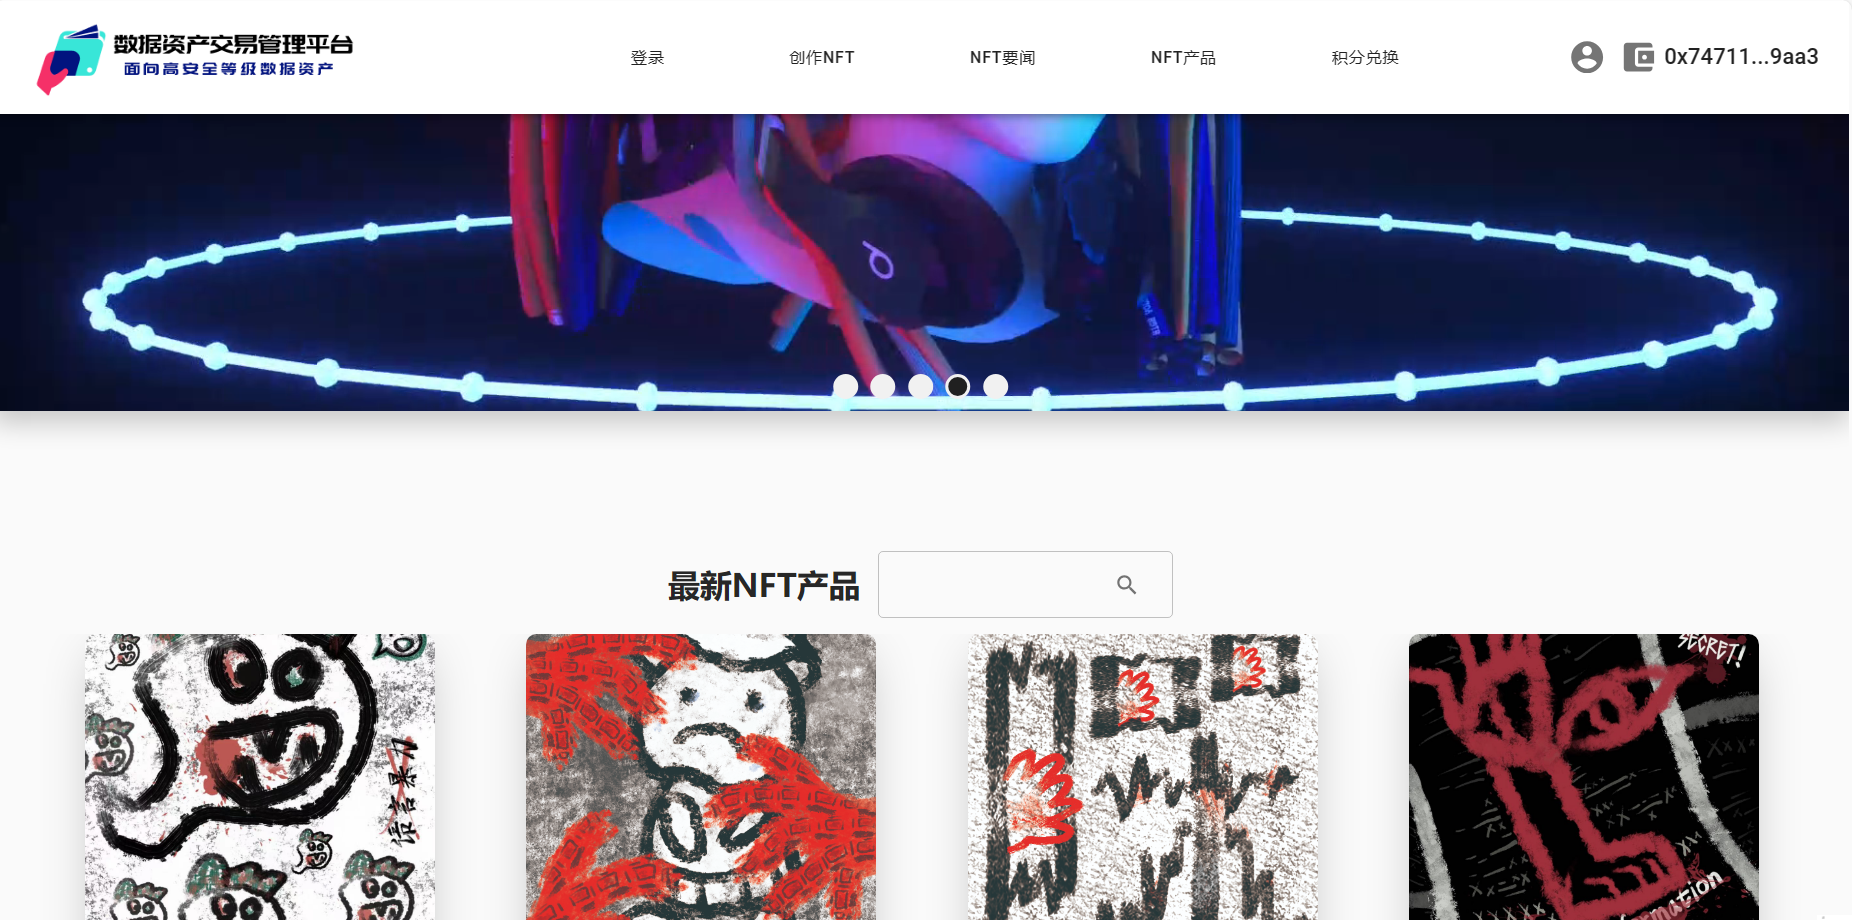 数据资产交易管理平台
面向高安全等级数据资产
登录
创作NFT
NFT要闻
NFT产品
积分兑换
0x74711...9aa3
最新NFT产品
语言暴力
SECRET!